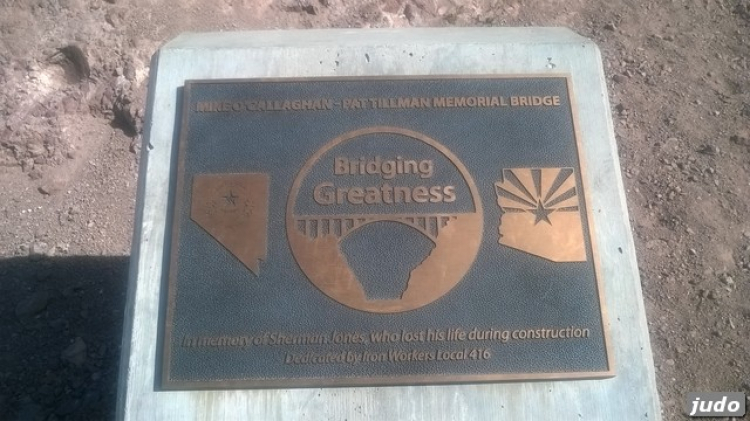 MIKE O'CALLAGHAN - PAT TILLMAN MEMORIAL BRIDGE
Bridging
Greatness
In memory of Sherman Jones, who lost his life during construction
Dedicated by Iron Workers Local 416
judo